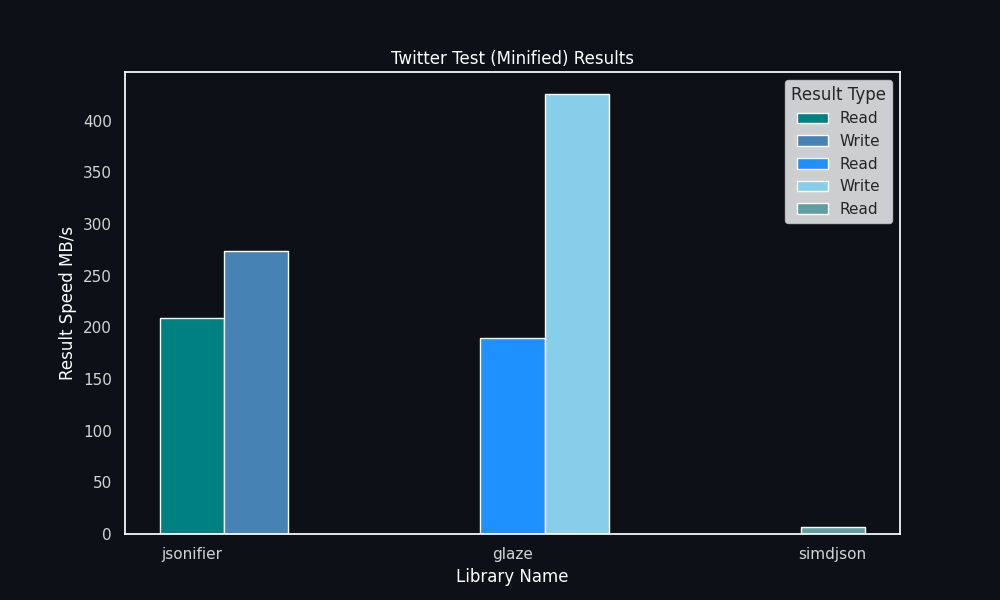 Twitter Test (Minified) Results
Result Type
Read
Write
Read
Write
Read
Result Speed MB/s
400
350
300
250
200
150
100
50
0
jsonifier
glaze
simdjson
Library Name